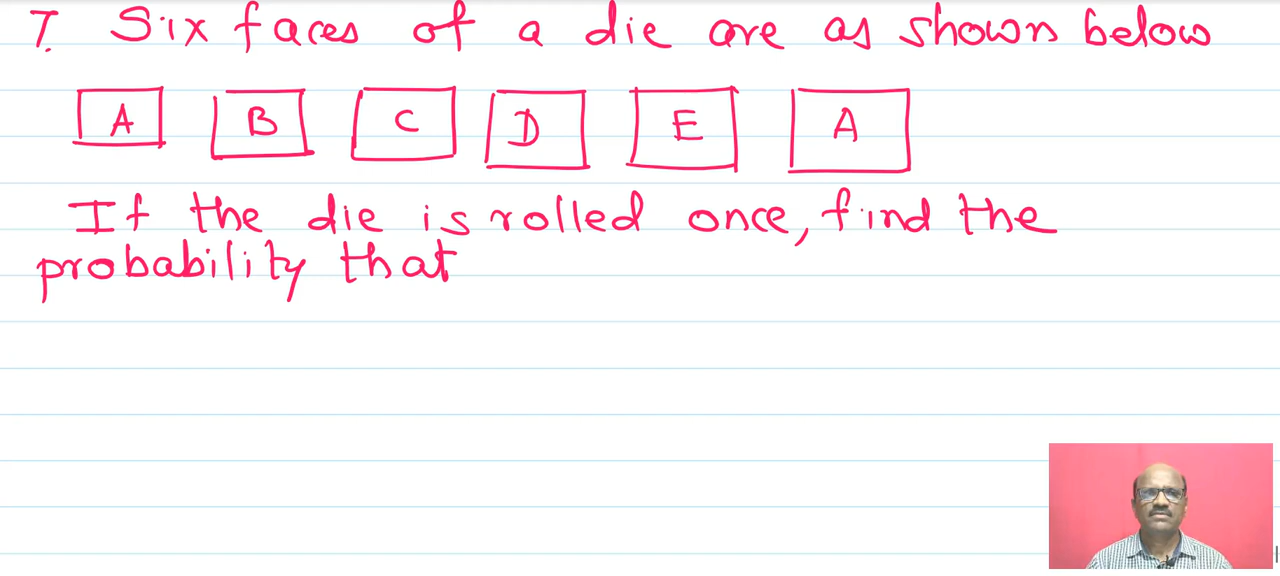 7. Six faces of a die are as shown below
A B C D E A
If the die is rolled once, find the
probability that